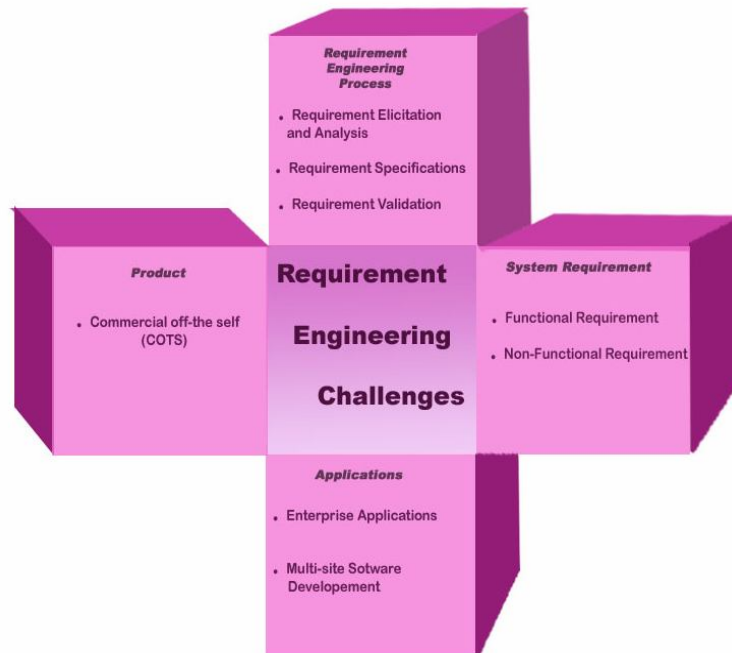 Requirement
Engineering
Process
• Requirement Elicitation
and Analysis
• Requirement Specifications
• Requirement Validation
Product
• Commercial off-the self
(COTS)
Requirement
Engineering
Challenges
System Requirement
• Functional Requirement
• Non-Functional Requirement
Applications
• Enterprise Applications
• Multi-site Sotware
Developement